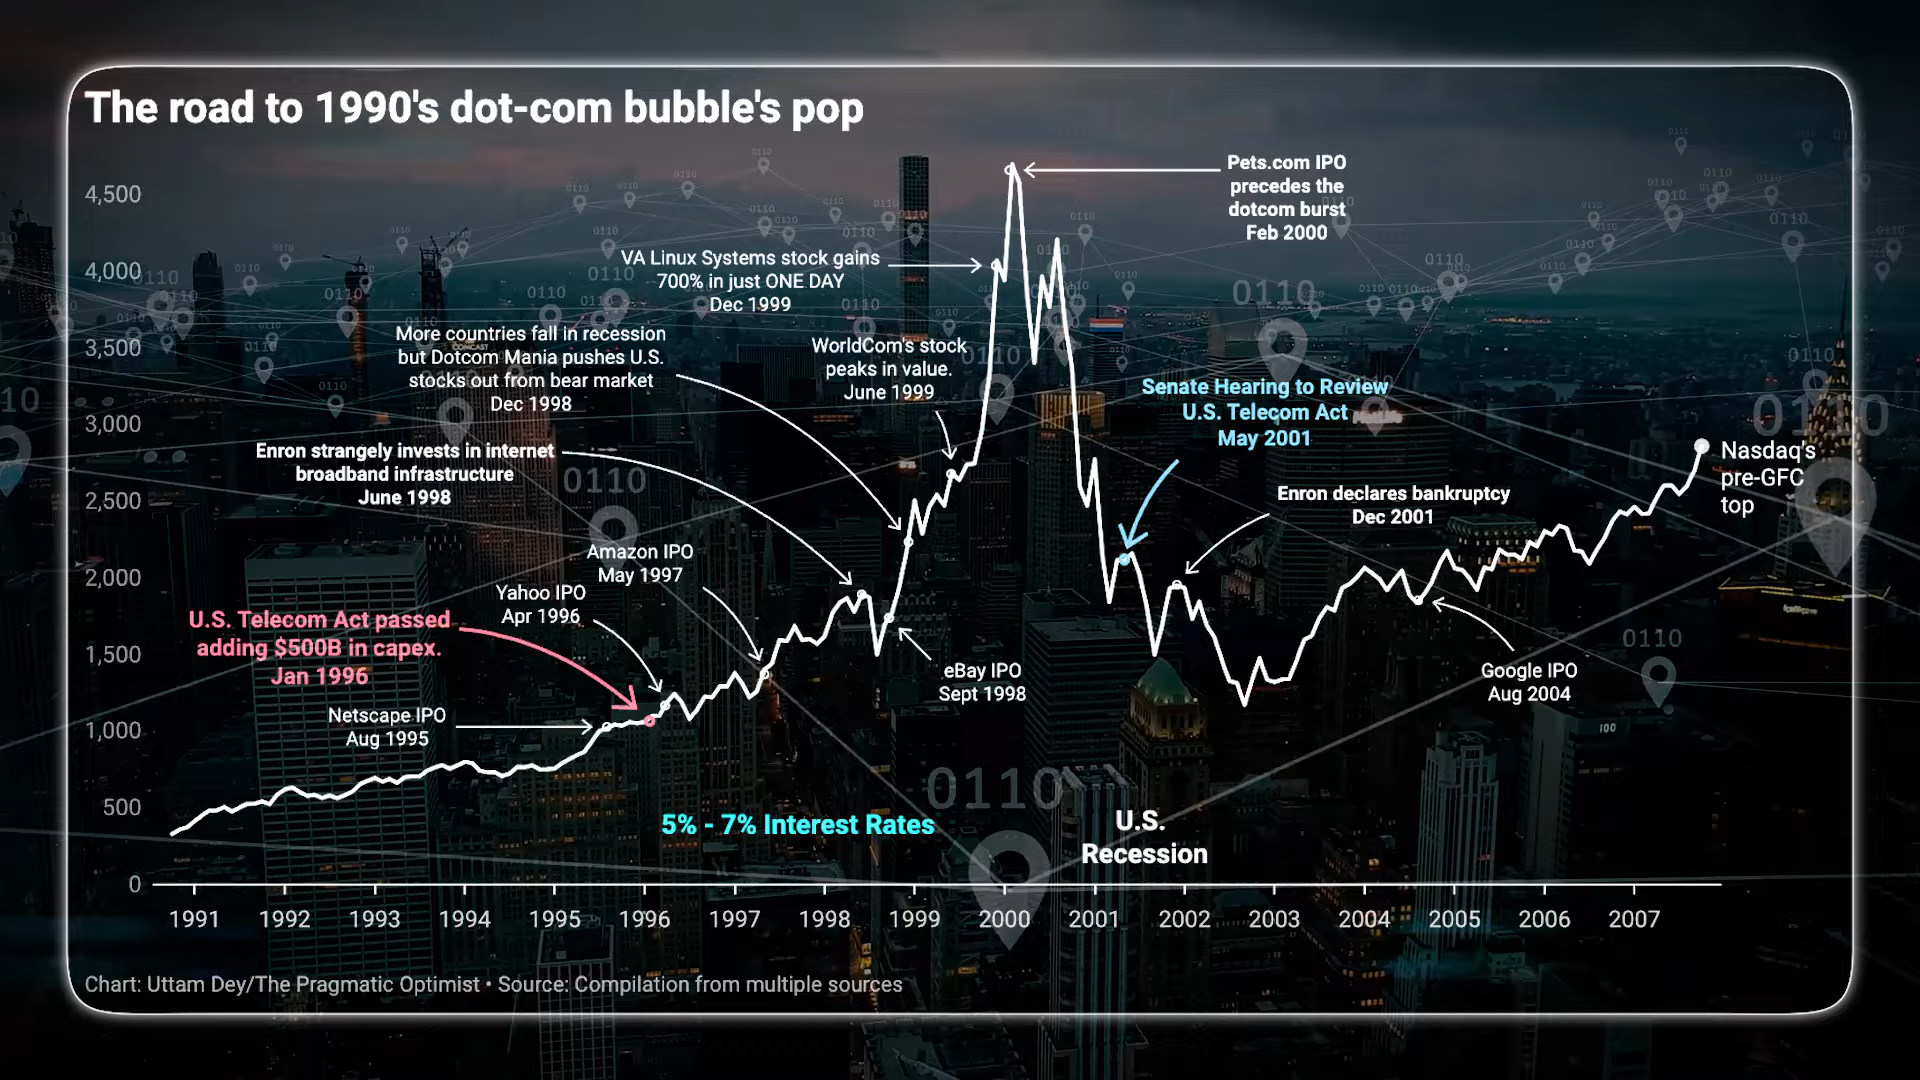 The road to 1990's dot-com bubble's pop
4,500
4,000
3,500
3,000
2,500
2,000
1,500
1,000
500
0
Pets.com IPO
precedes the
dotcom burst
Feb 2000
VA Linux Systems stock gains
700% in just ONE DAY
Dec 1999
More countries fall in recession
but Dotcom Mania pushes U.S.
stocks out from bear market
Dec 1998
WorldCom's stock
peaks in value.
June 1999
Senate Hearing to Review
U.S. Telecom Act
May 2001
Enron strangely invests in internet
broadband infrastructure
June 1998
Nasdaq's
pre-GFC
top
Enron declares bankruptcy
Dec 2001
Amazon IPO
May 1997
Yahoo IPO
Apr 1996
U.S. Telecom Act passed
adding $500B in capex.
Jan 1996
eBay IPO
Sept 1998
Google IPO
Aug 2004
Netscape IPO
Aug 1995
5% - 7% Interest Rates
U.S.
Recession
1991 1992 1993 1994 1995 1996 1997 1998 1999 2000 2001 2002 2003 2004 2005 2006 2007
Chart: Uttam Dey/The Pragmatic Optimist • Source: Compilation from multiple sources
0110
0110
0110
0110
0110
0110
COMCAST
100